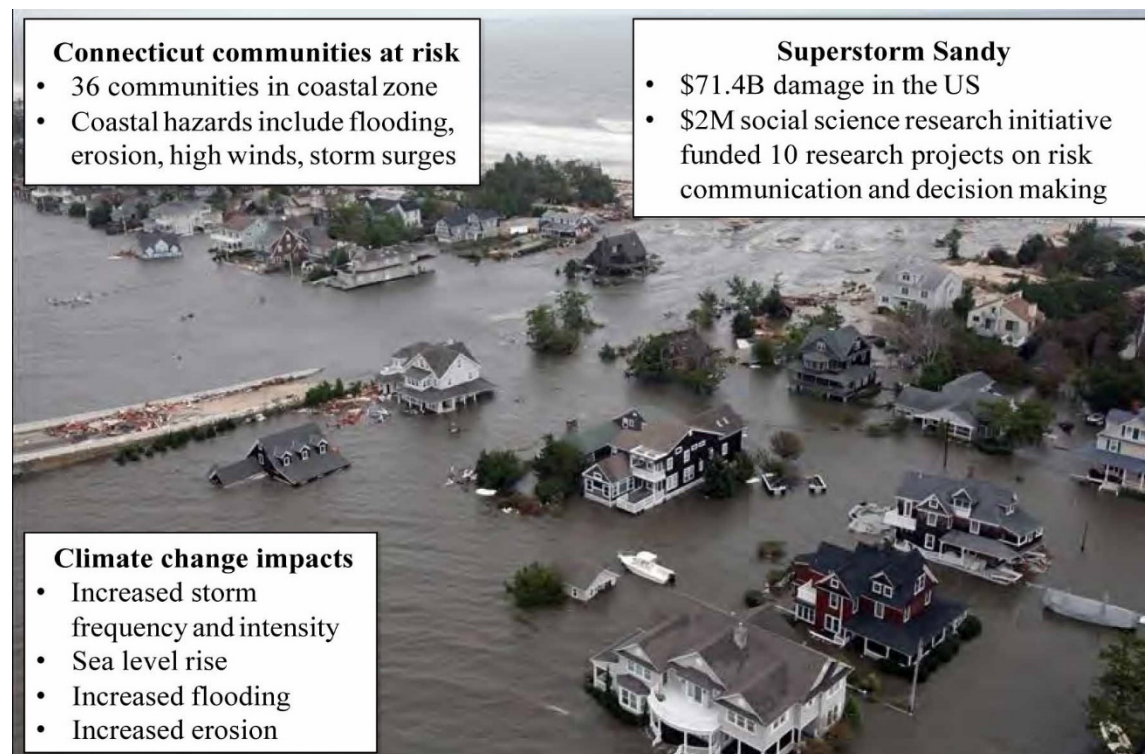 Connecticut communities at risk
• 36 communities in coastal zone
• Coastal hazards include flooding,
erosion, high winds, storm surges
Superstorm Sandy
• $71.4B damage in the US
• $2M social science research initiative
funded 10 research projects on risk
communication and decision making
Climate change impacts
• Increased storm
frequency and intensity
• Sea level rise
• Increased flooding
• Increased erosion